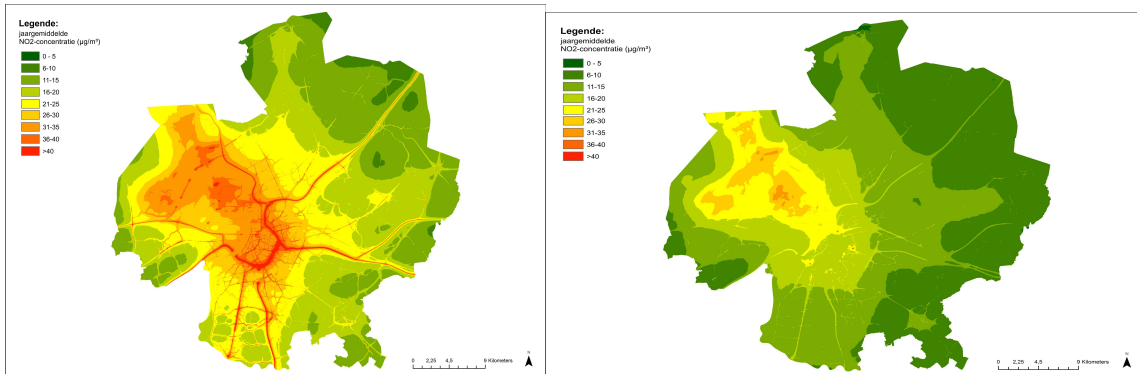 Legende:
jaargemiddelde
NO2-concentratie (µg/m³)
0 - 5
6-10
11-15
16-20
21-25
26-30
31-35
36-40
>40
0 2,25 4,5 9 Kilometers
N
Legende:
jaargemiddelde
NO2-concentratie (µg/m³)
0 - 5
6-10
11-15
16-20
21-25
26-30
31-35
36-40
>40
0 2,25 4,5 9 Kilometers
N